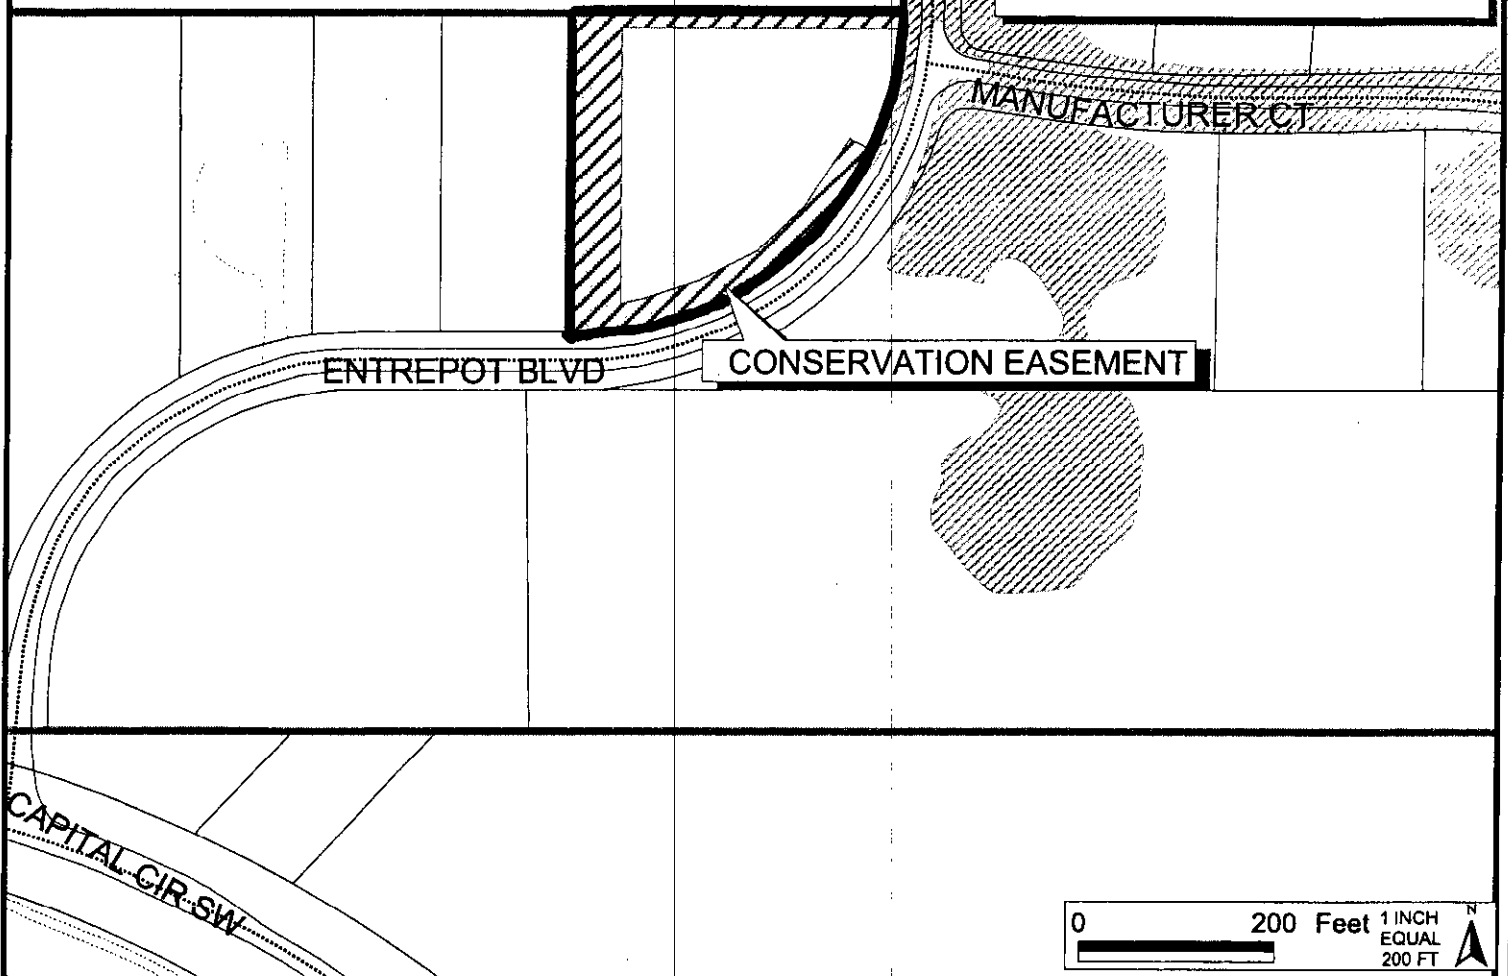 MANUFACTURER CT
CONSERVATION EASEMENT
ENTREPOT BLVD
CAPITAL CIR SW
0 200 Feet
1 INCH
EQUAL
200 FT
N